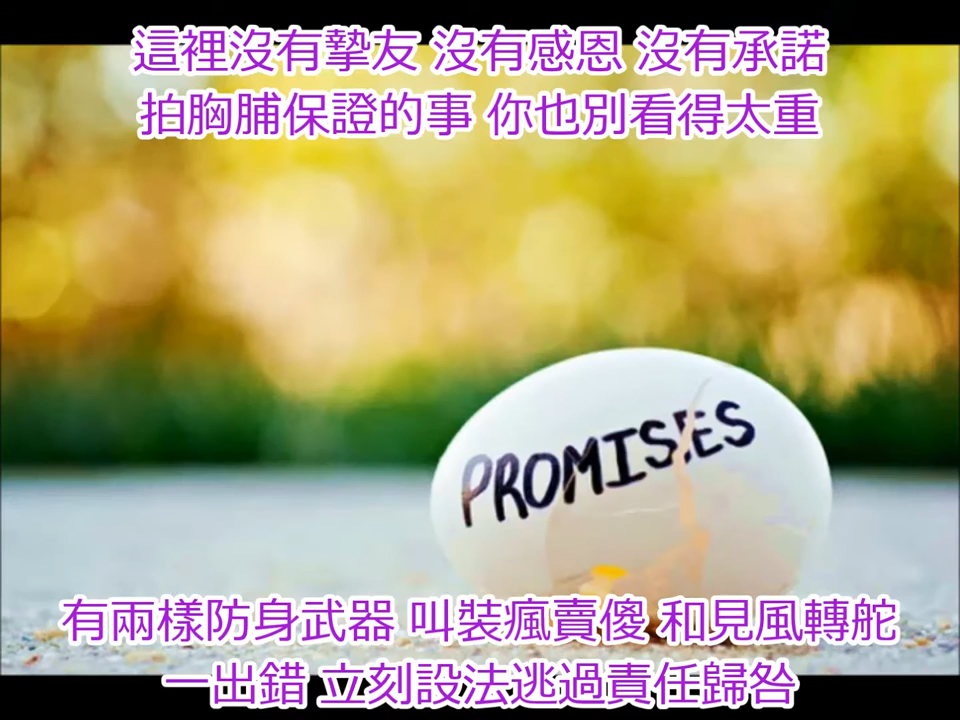 這裡沒有摯友 沒有感恩 沒有承諾
拍胸脯保證的事 你也別看得太重
PROMISES
有兩樣防身武器 叫裝瘋賣傻 和見風轉舵
一出錯 立刻設法逃過責任歸咎